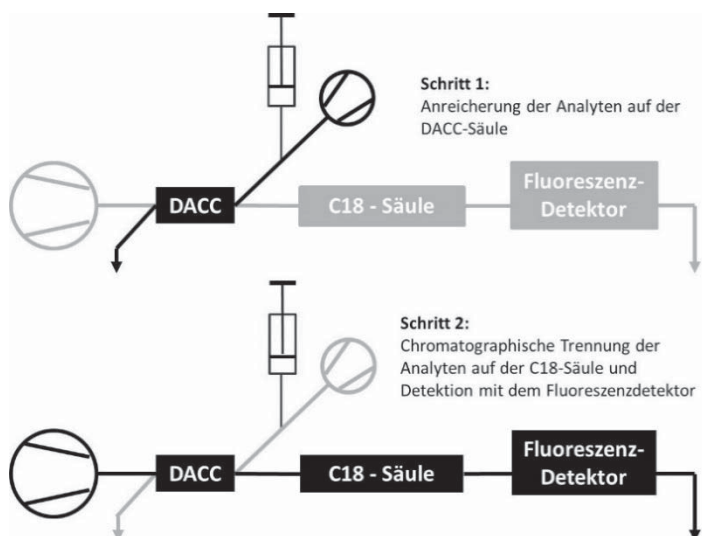 Schritt 1:
Anreicherung der Analyten auf der
DACC-Säule
DACC
C18 - Säule
Fluoreszenz-
Detektor
Schritt 2:
Chromatographische Trennung der
Analyten auf der C18-Säule und
Detektion mit dem Fluoreszenzdetektor
DACC
C18 - Säule
Fluoreszenz-
Detektor